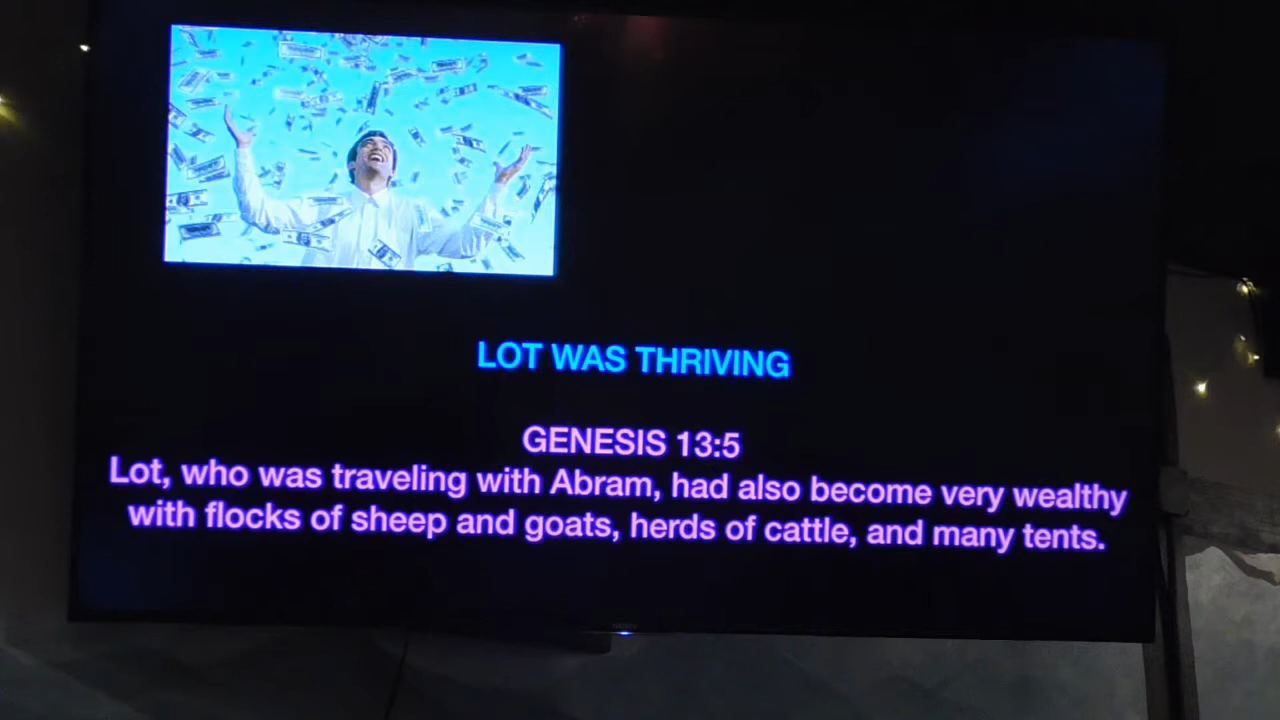 LOT WAS THRIVING
GENESIS 13:5
Lot, who was traveling with Abram, had also become very wealthy
with flocks of sheep and goats, herds of cattle, and many tents.